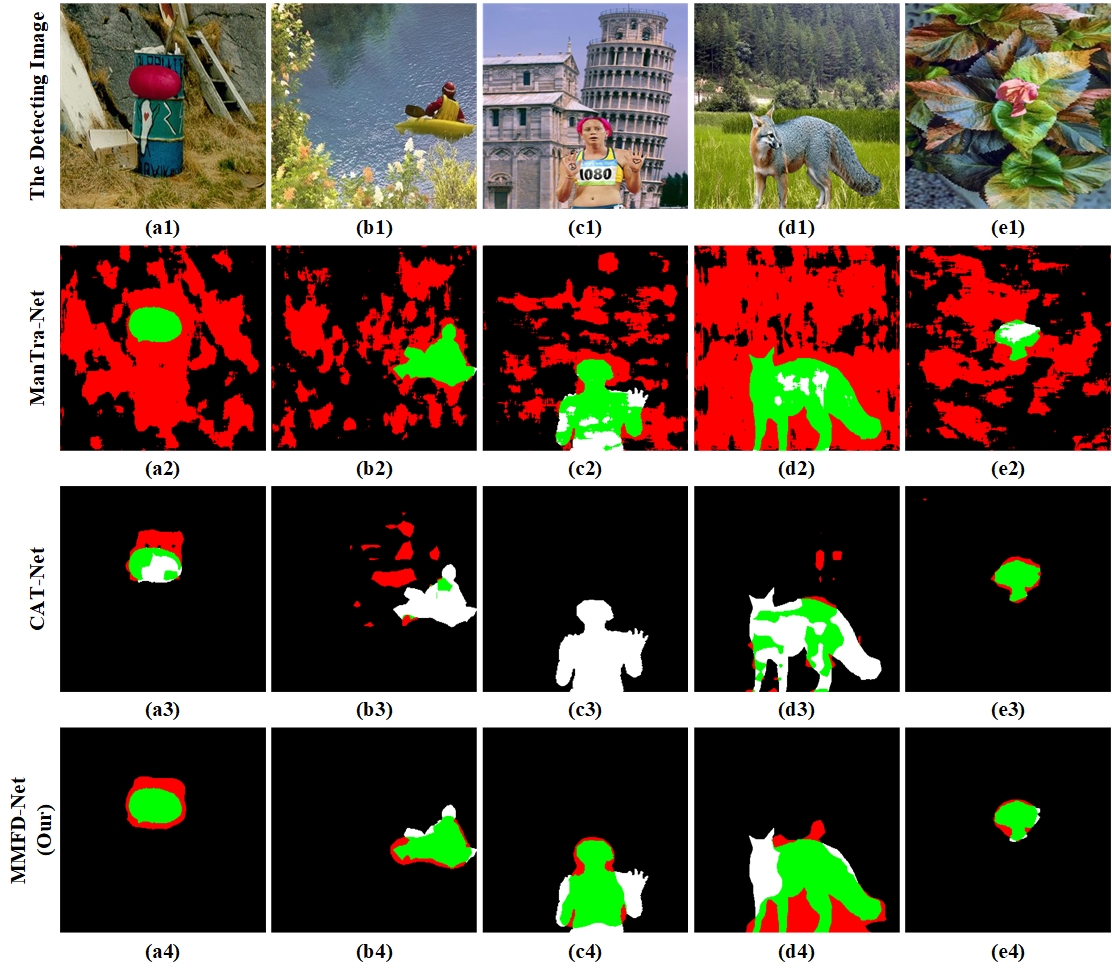 The Detecting Image
1080
(a1) (b1) (c1) (d1) (e1)
ManTra-Net
(a2) (b2) (c2) (d2) (e2)
CAT-Net
(a3) (b3) (c3) (d3) (e3)
MMFD-Net
(Our)
(a4) (b4) (c4) (d4) (e4)